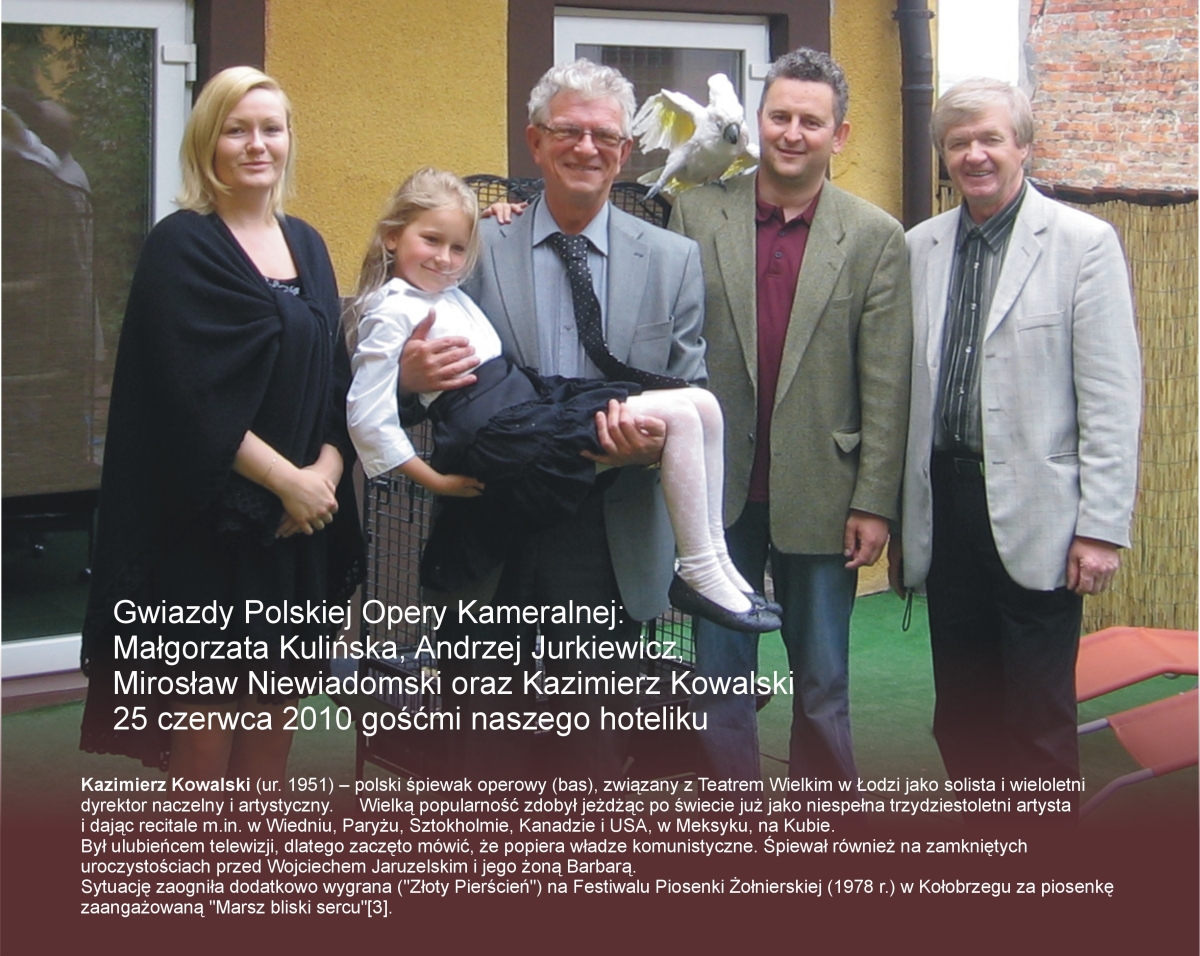 Gwiazdy Polskiej Opery Kameralnej:
Małgorzata Kulińska, Andrzej Jurkiewicz,
Mirosław Niewiadomski oraz Kazimierz Kowalski
25 czerwca 2010 gośćmi naszego hoteliku
Kazimierz Kowalski (ur. 1951) – polski śpiewak operowy (bas), związany z Teatrem Wielkim w Łodzi jako solista i wieloletni
dyrektor naczelny i artystyczny. Wielką popularność zdobył jeżdżąc po świecie już jako niespełna trzydziestoletni artysta
i dając recitale m.in. w Wiedniu, Paryżu, Sztokholmie, Kanadzie i USA, w Meksyku, na Kubie.
Był ulubieńcem telewizji, dlatego zaczęto mówić, że popiera władze komunistyczne. Śpiewał również na zamkniętych
uroczystościach przed Wojciechem Jaruzelskim i jego żoną Barbarą.
Sytuację zaogniła dodatkowo wygrana ("Złoty Pierścień") na Festiwalu Piosenki Żołnierskiej (1978 r.) w Kołobrzegu za piosenkę
zaangażowaną "Marsz bliski sercu"[3].